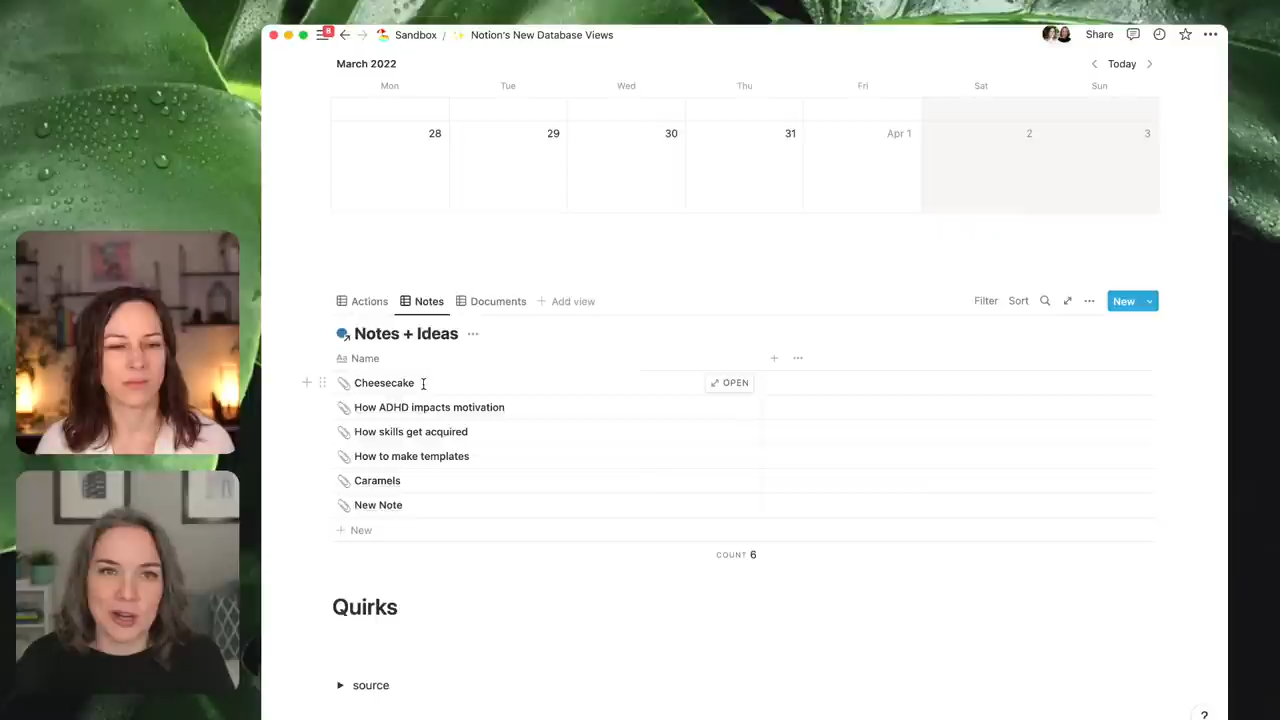 8
Sandbox / Notion's New Database Views Share
March 2022 Today
Mon Tue Wed Thu Fri Sat Sun
28 29 30 31 Apr 1 2 3
Actions Notes Documents + Add view Filter Sort New
Notes + Ideas
Aa Name
Cheesecake OPEN
How ADHD impacts motivation
How skills get acquired
How to make templates
Caramels
New Note
+ New
COUNT 6
Quirks
source
?